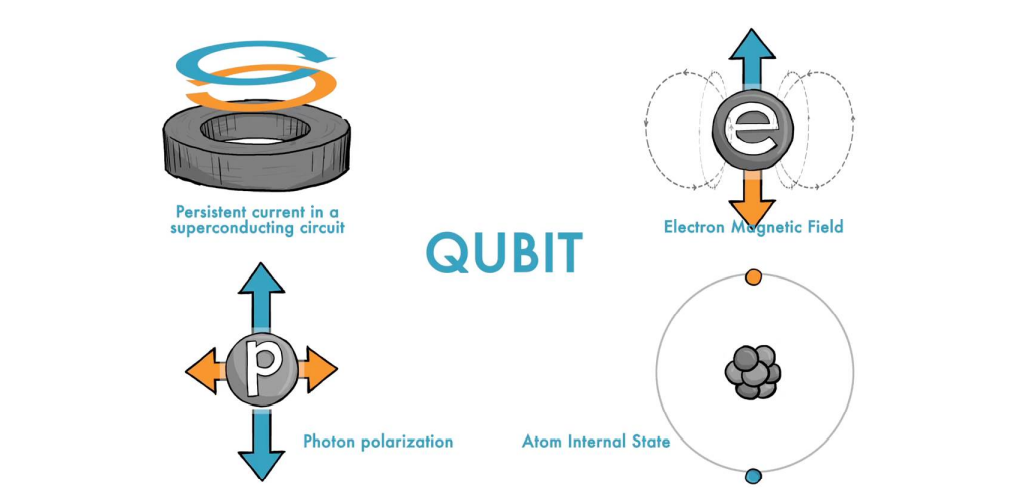 Persistent current in a
superconducting circuit
e
Electron Magnetic Field
QUBIT
p
Photon polarization
Atom Internal State